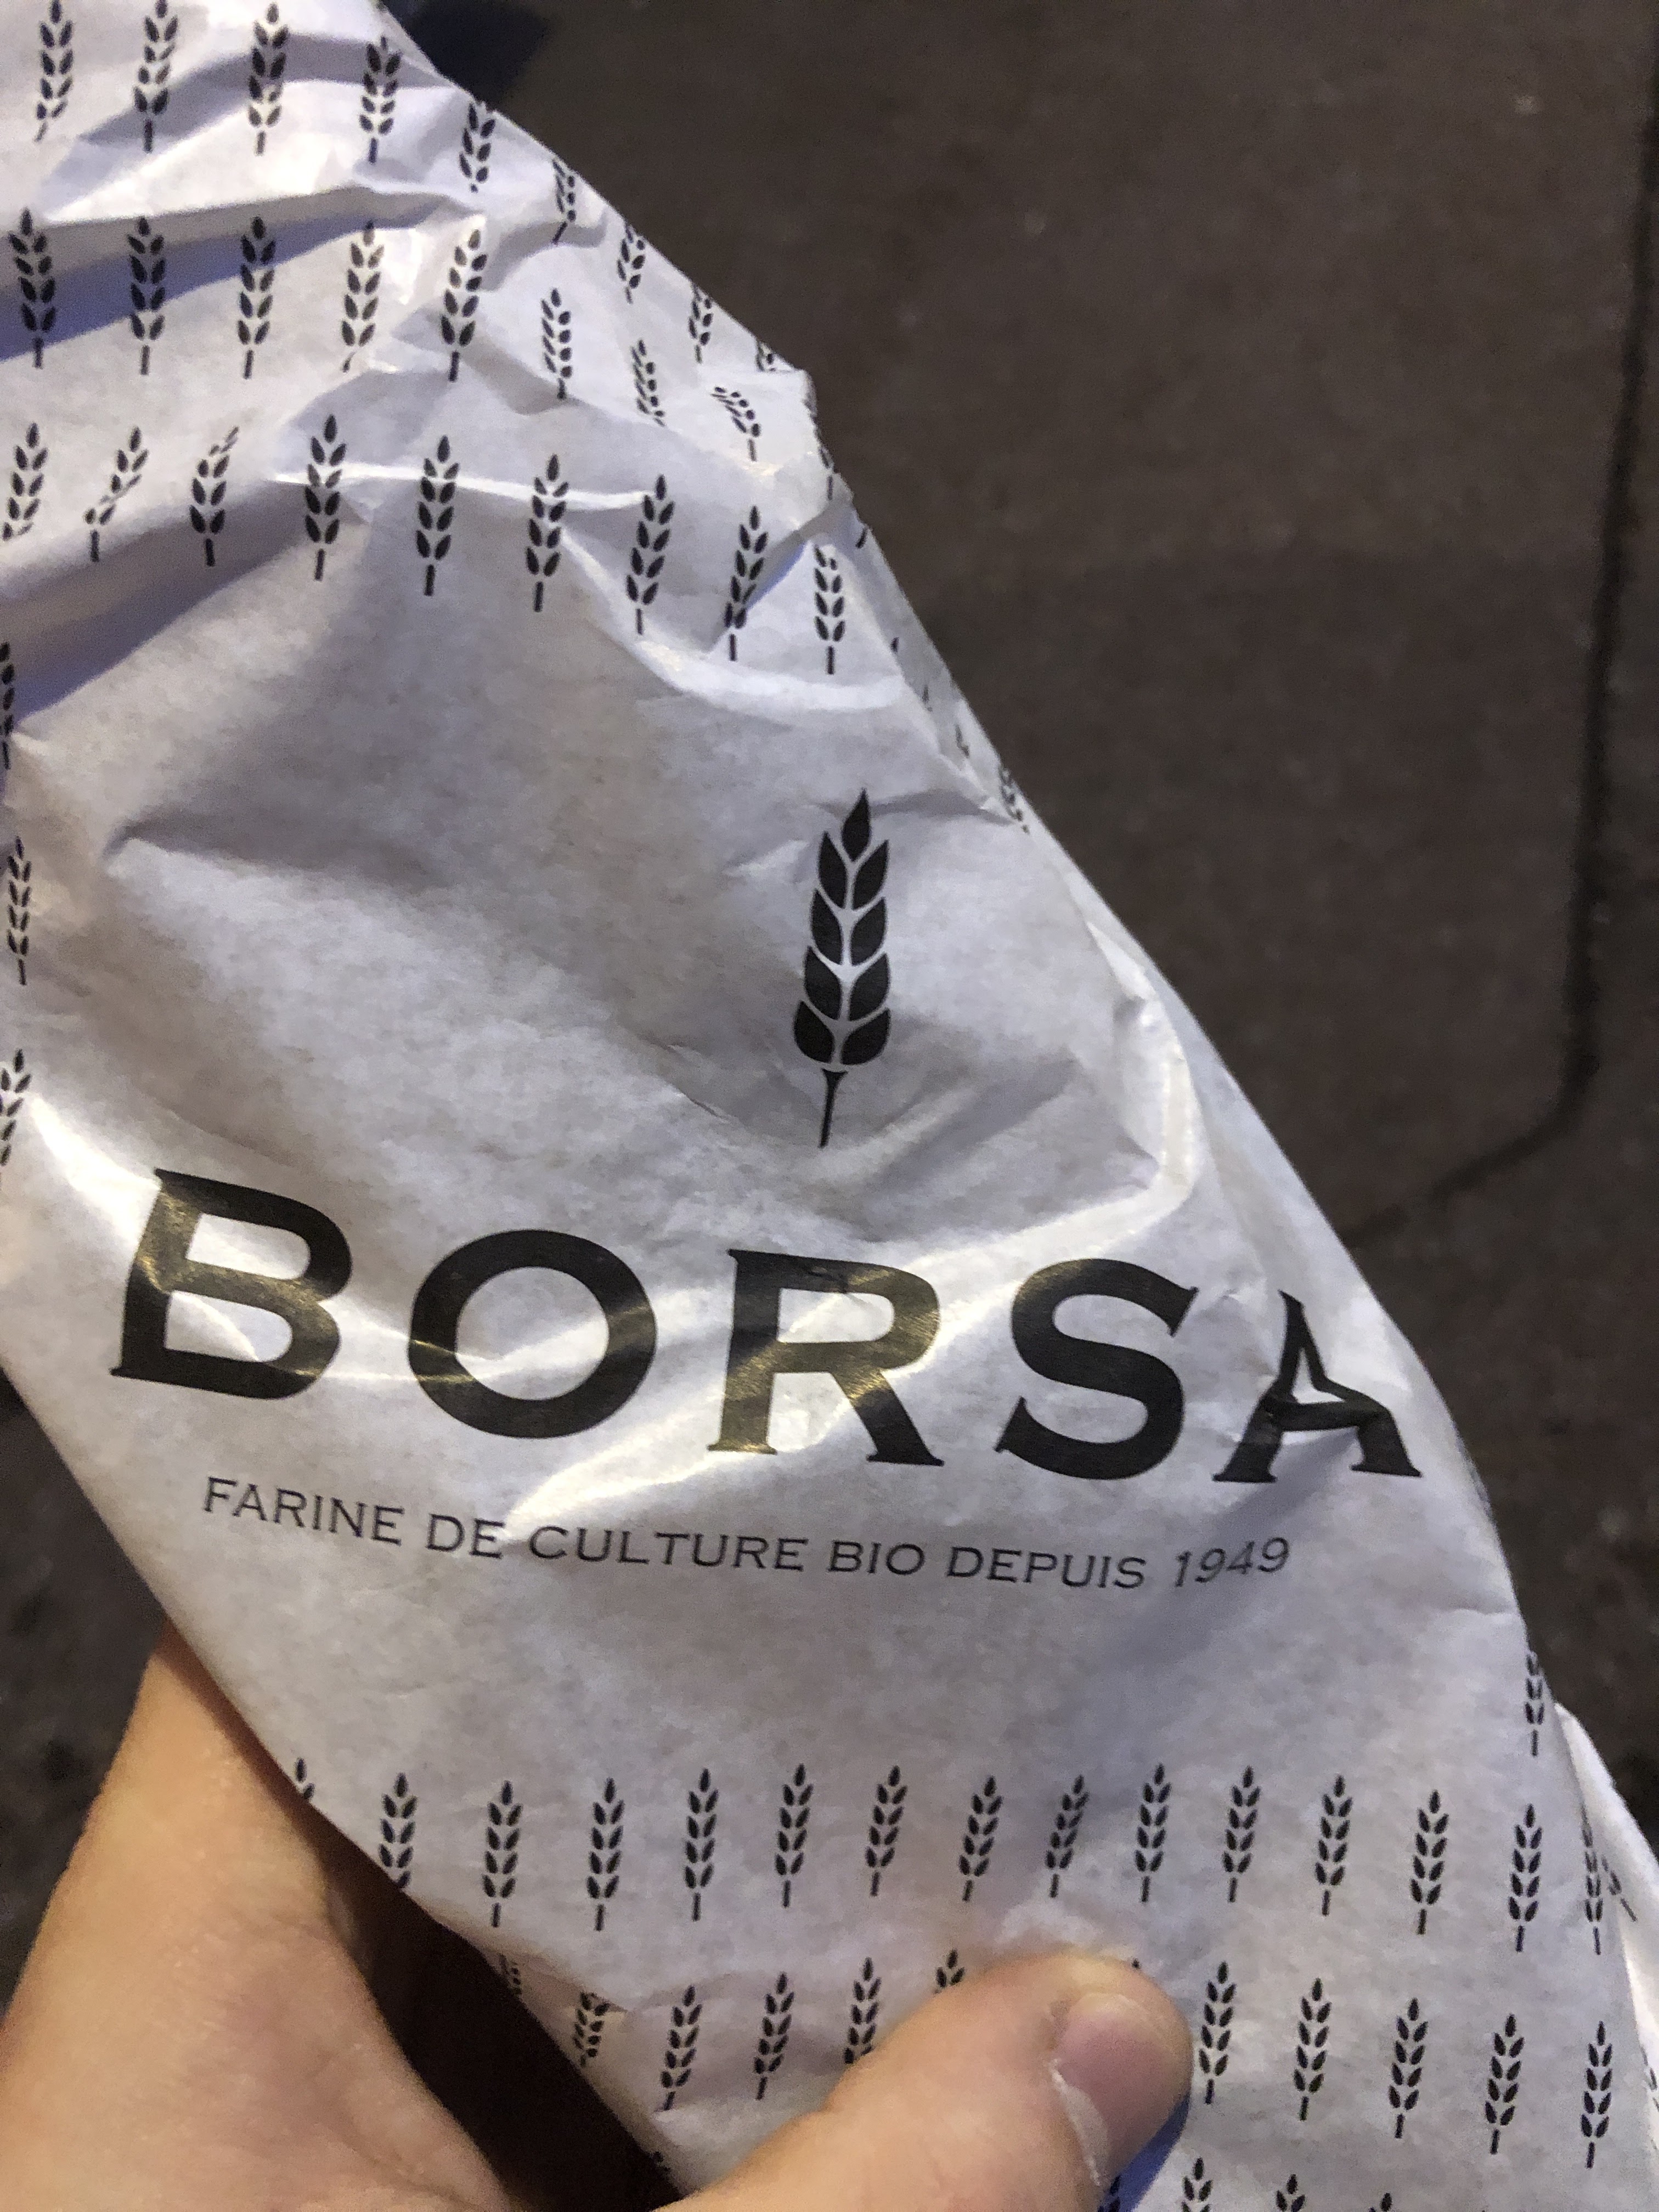 BORSA
FARINE DE CULTURE BIO DEPUIS 1949